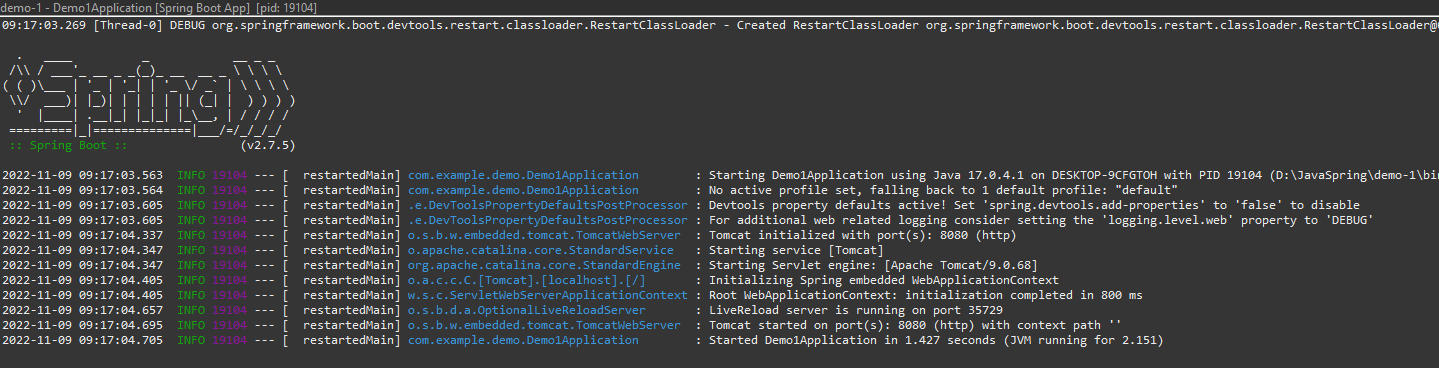 demo-1 - Demo1Application [Spring Boot App] [pid: 19104]
09:17:03.269 [Thread-0] DEBUG org.springframework.boot.devtools.restart.classloader.RestartClassLoader - Created RestartClassLoader org.springframework.boot.devtools.restart.classloader.RestartClassLoader@
  .   ____          _            __ _ _
 /\\ / ___'_ __ _ _(_)_ __  __ _ \ \ \ \
( ( )\___ | '_ | '_| | '_ \/ _` | \ \ \ \
 \\/  ___)| |_)| | | | | || (_| |  ) ) ) )
  '  |____| .__|_| |_|_| |_\__, | / / / /
 =========|_|==============|___/=/_/_/_/
 :: Spring Boot ::                (v2.7.5)
2022-11-09 09:17:03.563  INFO 19104 --- [  restartedMain] com.example.demo.Demo1Application        : Starting Demo1Application using Java 17.0.4.1 on DESKTOP-9CFGTOH with PID 19104 (D:\JavaSpring\demo-1\bin
2022-11-09 09:17:03.564  INFO 19104 --- [  restartedMain] com.example.demo.Demo1Application        : No active profile set, falling back to 1 default profile: "default"
2022-11-09 09:17:03.605  INFO 19104 --- [  restartedMain] .e.DevToolsPropertyDefaultsPostProcessor : Devtools property defaults active! Set 'spring.devtools.add-properties' to 'false' to disable
2022-11-09 09:17:03.605  INFO 19104 --- [  restartedMain] .e.DevToolsPropertyDefaultsPostProcessor : For additional web related logging consider setting the 'logging.level.web' property to 'DEBUG'
2022-11-09 09:17:04.337  INFO 19104 --- [  restartedMain] o.s.b.w.embedded.tomcat.TomcatWebServer  : Tomcat initialized with port(s): 8080 (http)
2022-11-09 09:17:04.347  INFO 19104 --- [  restartedMain] o.apache.catalina.core.StandardService   : Starting service [Tomcat]
2022-11-09 09:17:04.347  INFO 19104 --- [  restartedMain] org.apache.catalina.core.StandardEngine  : Starting Servlet engine: [Apache Tomcat/9.0.68]
2022-11-09 09:17:04.405  INFO 19104 --- [  restartedMain] o.a.c.c.C.[Tomcat].[localhost].[/]       : Initializing Spring embedded WebApplicationContext
2022-11-09 09:17:04.405  INFO 19104 --- [  restartedMain] w.s.c.ServletWebServerApplicationContext : Root WebApplicationContext: initialization completed in 800 ms
2022-11-09 09:17:04.657  INFO 19104 --- [  restartedMain] o.s.b.d.a.OptionalLiveReloadServer       : LiveReload server is running on port 35729
2022-11-09 09:17:04.695  INFO 19104 --- [  restartedMain] o.s.b.w.embedded.tomcat.TomcatWebServer  : Tomcat started on port(s): 8080 (http) with context path ''
2022-11-09 09:17:04.705  INFO 19104 --- [  restartedMain] com.example.demo.Demo1Application        : Started Demo1Application in 1.427 seconds (JVM running for 2.151)